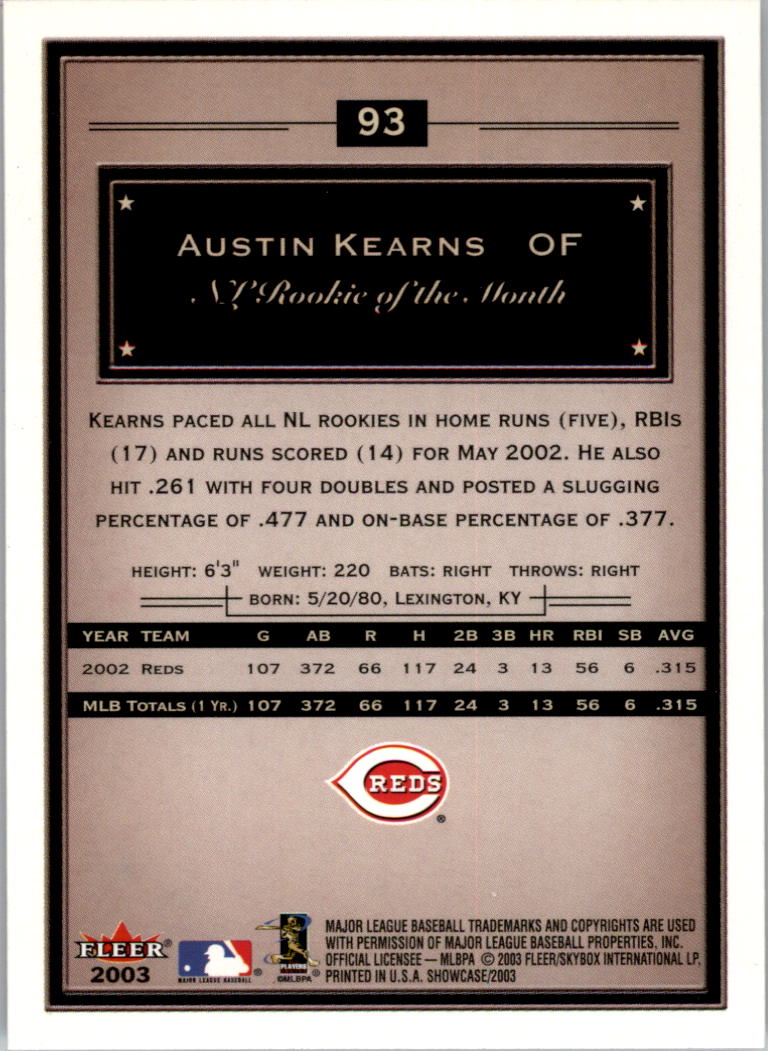 93
AUSTIN KEARNS OF
NL Rookie of the Month
KEARNS PACED ALL NL ROOKIES IN HOME RUNS (FIVE), RBIS
(17) AND RUNS SCORED (14) FOR MAY 2002. HE ALSO
HIT .261 WITH FOUR DOUBLES AND POSTED A SLUGGING
PERCENTAGE OF .477 AND ON-BASE PERCENTAGE OF .377.
HEIGHT: 6'3" WEIGHT: 220 BATS: RIGHT THROWS: RIGHT
BORN: 5/20/80, LEXINGTON, KY
YEAR TEAM G AB R H 2B 3B HR RBI SB AVG
2002 REDS 107 372 66 117 24 3 13 56 6 .315
MLB TOTALS (1 YR.) 107 372 66 117 24 3 13 56 6 .315
REDS ®
FLEER ®
2003
MAJOR LEAGUE BASEBALL ®
PLAYERS ®
©MLBPA
MAJOR LEAGUE BASEBALL TRADEMARKS AND COPYRIGHTS ARE USED
WITH PERMISSION OF MAJOR LEAGUE BASEBALL PROPERTIES, INC.
OFFICIAL LICENSEE — MLBPA © 2003 FLEER/SKYBOX INTERNATIONAL LP.
PRINTED IN U.S.A. SHOWCASE/2003